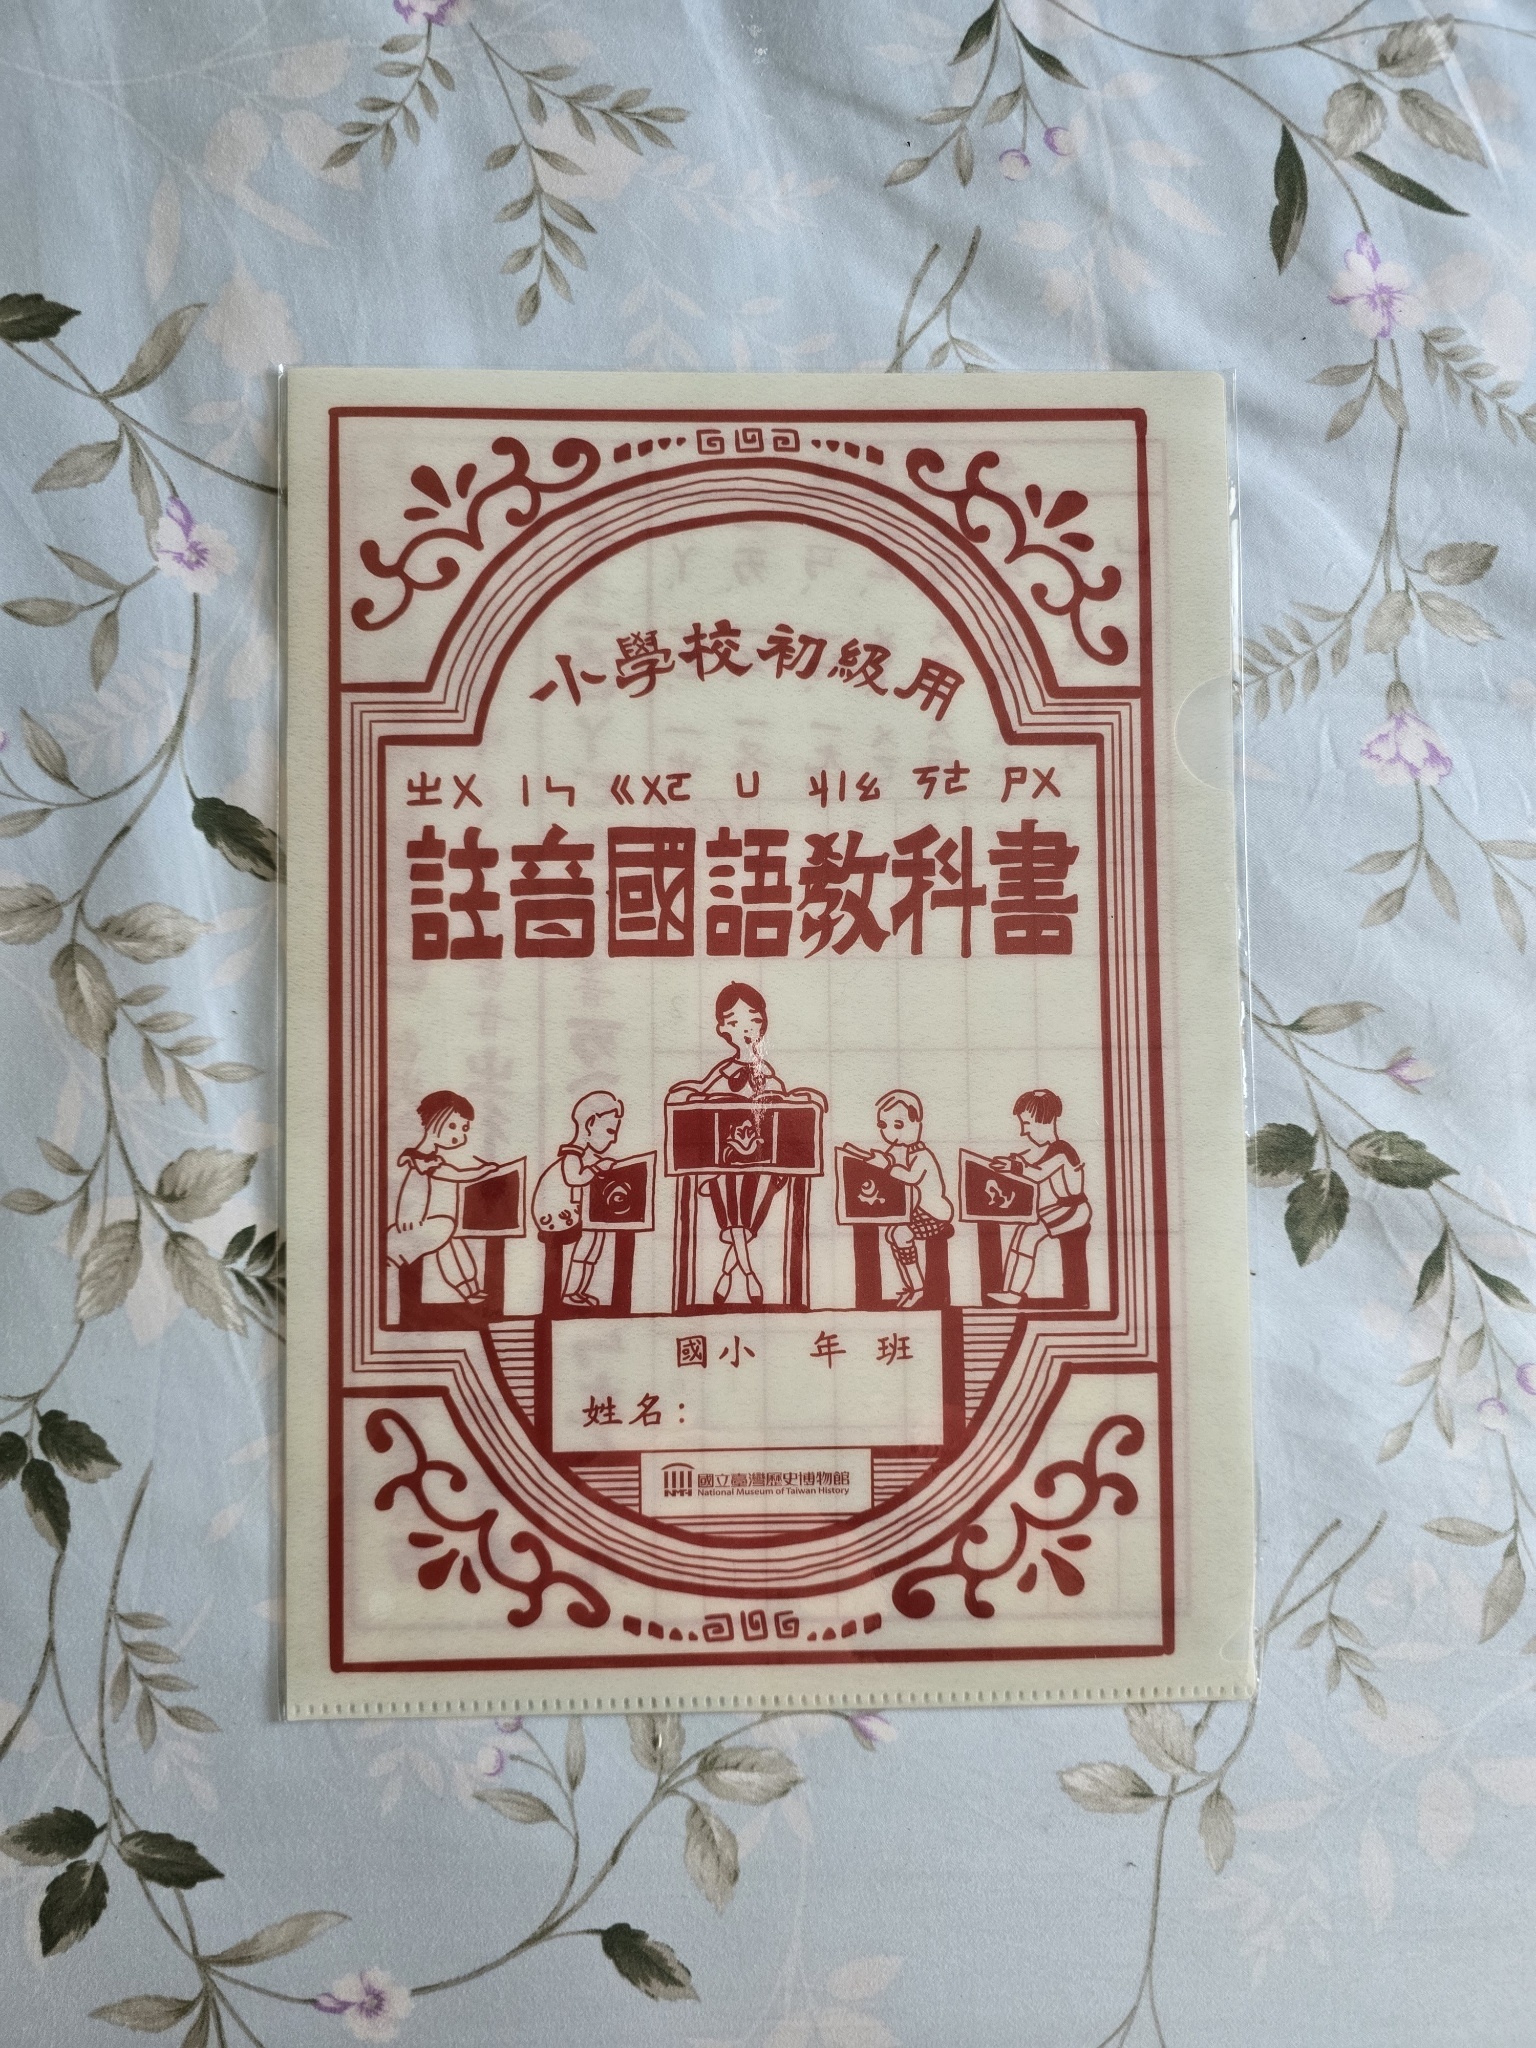 小學校初級用
ㄓㄨ ㄧㄣ ㄍㄨㄛ ㄩ ㄐㄧㄠ ㄎㄜ ㄕㄨ
註音國語教科書
國小 年 班
姓名：
國立臺灣歷史博物館
NMTH National Museum of Taiwan History